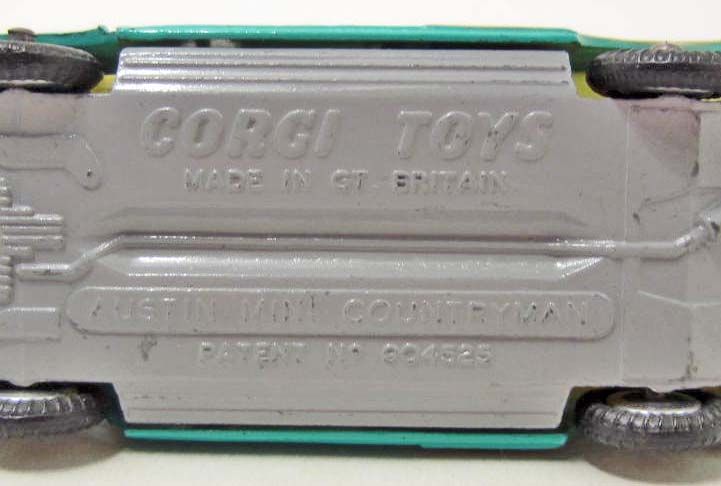 CORGI TOYS
MADE IN GT. BRITAIN
AUSTIN MINI COUNTRYMAN
PATENT Nº 904525